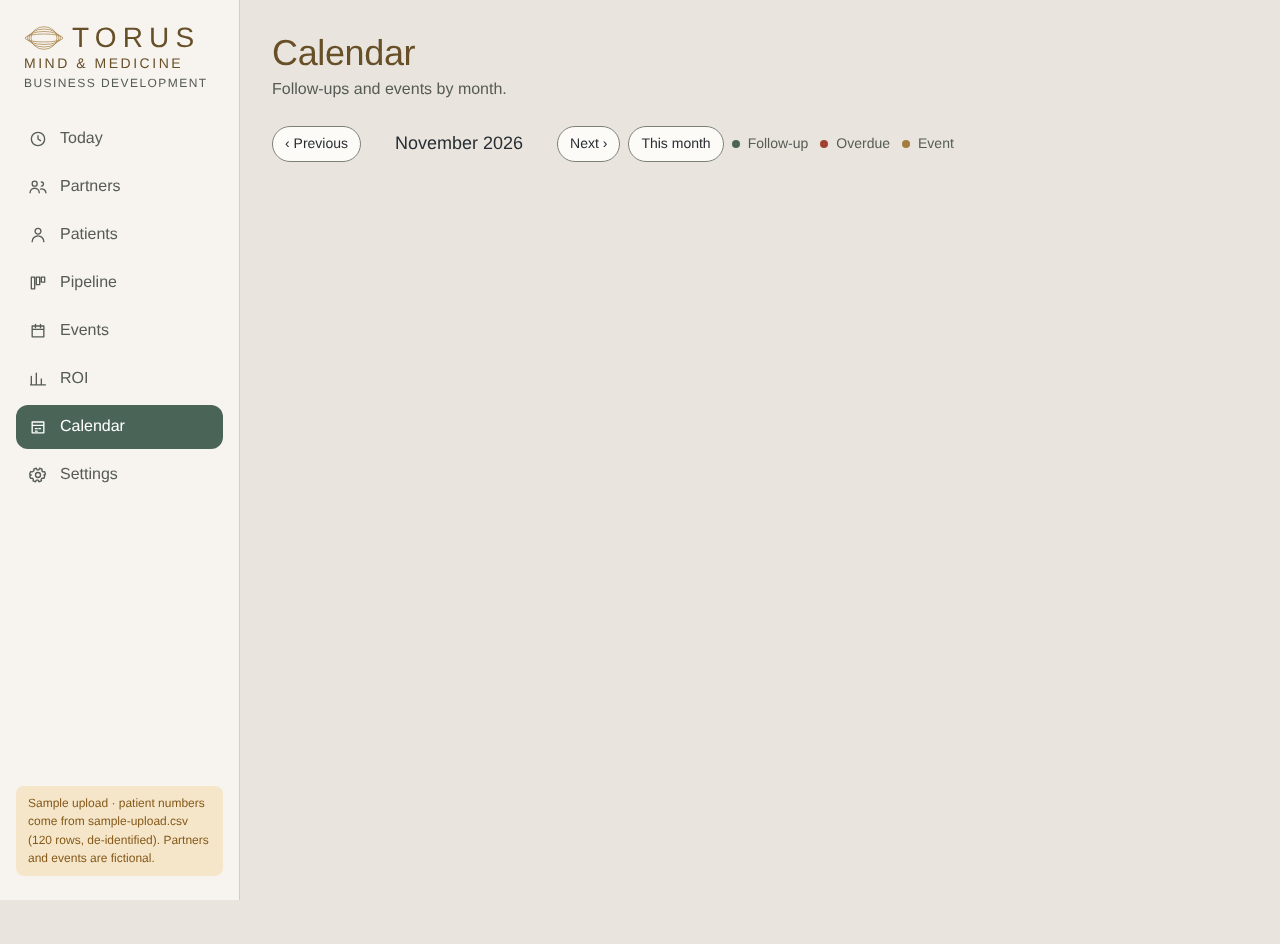 TORUS
MIND & MEDICINE
BUSINESS DEVELOPMENT
Today
Partners
Patients
Pipeline
Events
ROI
Calendar
Settings
Sample upload · patient numbers
come from sample-upload.csv
(120 rows, de-identified). Partners
and events are fictional.
Calendar
Follow-ups and events by month.
‹ Previous
November 2026
Next ›
This month
Follow-up
Overdue
Event